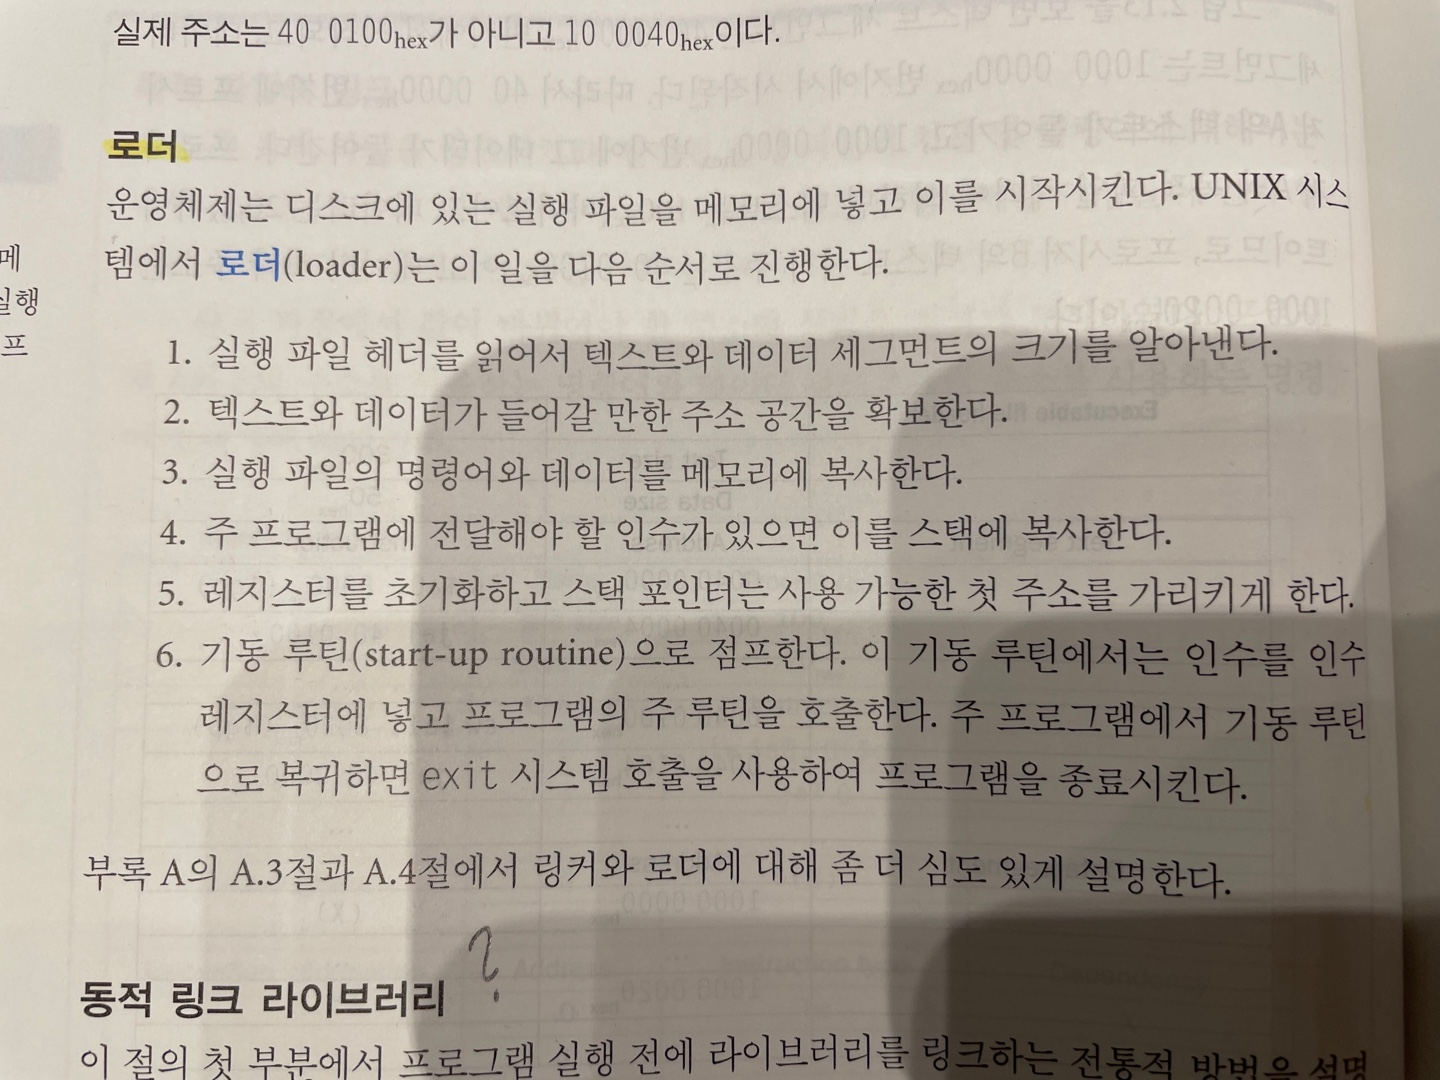 실제 주소는 40 0100hex가 아니고 10 0040hex이다.
로더
운영체제는 디스크에 있는 실행 파일을 메모리에 넣고 이를 시작시킨다. UNIX 시스
템에서 로더(loader)는 이 일을 다음 순서로 진행한다.
메
실행
프
1. 실행 파일 헤더를 읽어서 텍스트와 데이터 세그먼트의 크기를 알아낸다.
2. 텍스트와 데이터가 들어갈 만한 주소 공간을 확보한다.
3. 실행 파일의 명령어와 데이터를 메모리에 복사한다.
4. 주 프로그램에 전달해야 할 인수가 있으면 이를 스택에 복사한다.
5. 레지스터를 초기화하고 스택 포인터는 사용 가능한 첫 주소를 가리키게 한다.
6. 기동 루틴(start-up routine)으로 점프한다. 이 기동 루틴에서는 인수를 인수
레지스터에 넣고 프로그램의 주 루틴을 호출한다. 주 프로그램에서 기동 루틴
으로 복귀하면 exit 시스템 호출을 사용하여 프로그램을 종료시킨다.
부록 A의 A.3절과 A.4절에서 링커와 로더에 대해 좀 더 심도 있게 설명한다.
?
동적 링크 라이브러리
이 절의 첫 부분에서 프로그램 실행 전에 라이브러리를 링크하는 전통적 방법을 설명